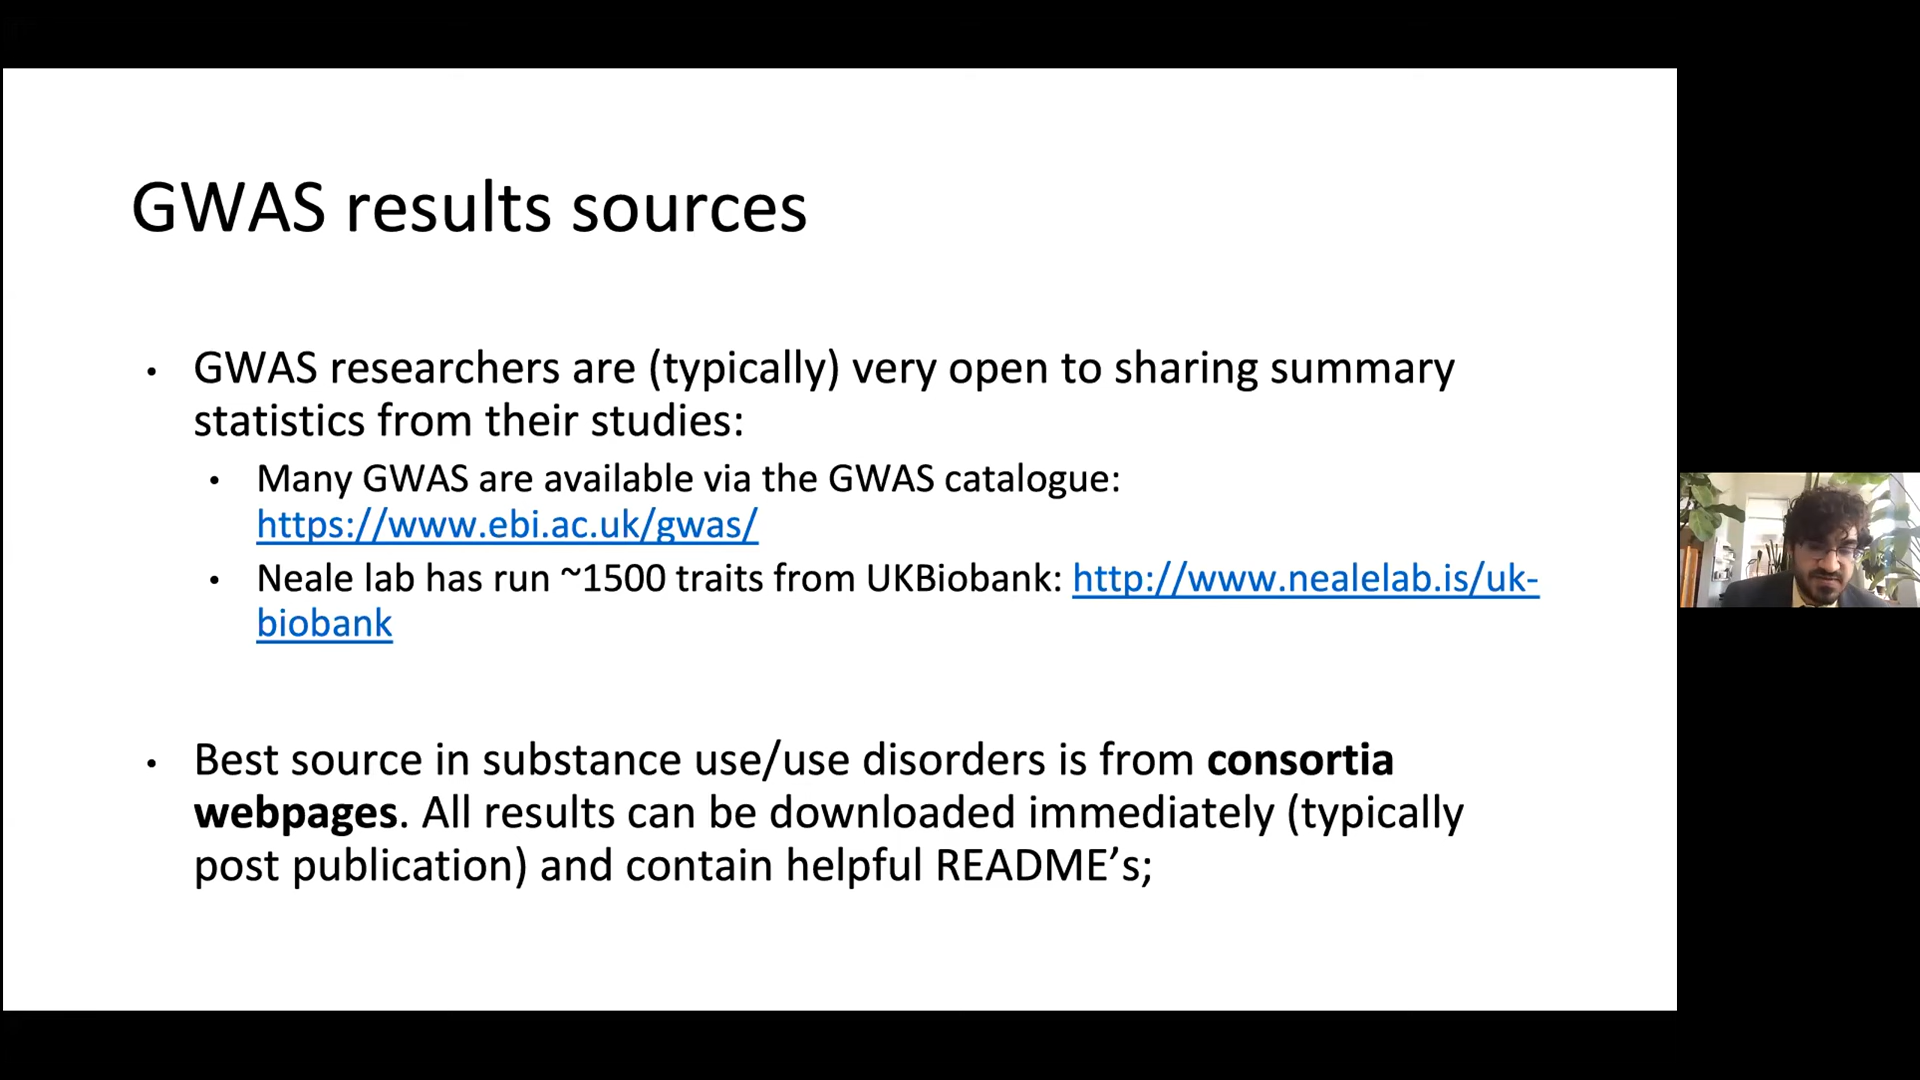 GWAS results sources
• GWAS researchers are (typically) very open to sharing summary
statistics from their studies:
• Many GWAS are available via the GWAS catalogue:
https://www.ebi.ac.uk/gwas/
• Neale lab has run ~1500 traits from UKBiobank: http://www.nealelab.is/uk-
biobank
• Best source in substance use/use disorders is from consortia
webpages. All results can be downloaded immediately (typically
post publication) and contain helpful README’s;